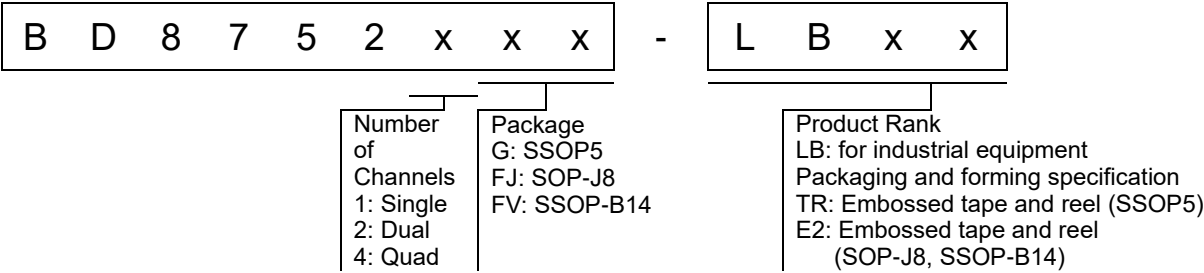 B D 8 7 5 2 x x x - L B x x
Number
of
Channels
1: Single
2: Dual
4: Quad
Package
G: SSOP5
FJ: SOP-J8
FV: SSOP-B14
Product Rank
LB: for industrial equipment
Packaging and forming specification
TR: Embossed tape and reel (SSOP5)
E2: Embossed tape and reel
(SOP-J8, SSOP-B14)